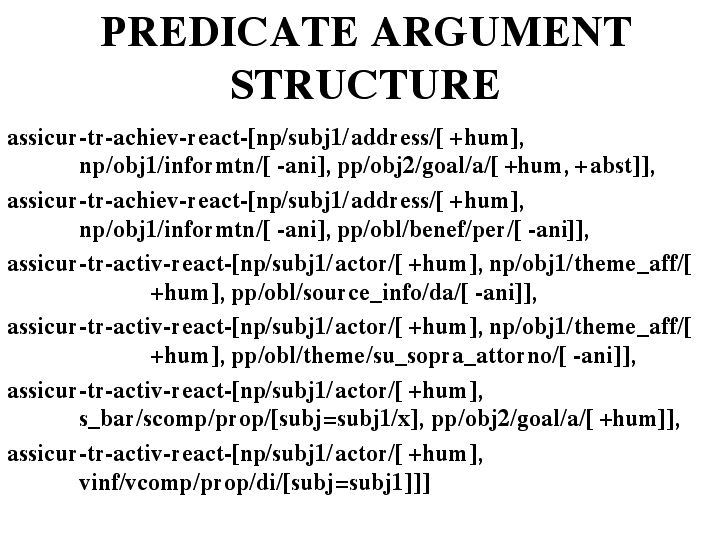 PREDICATE ARGUMENT
STRUCTURE
assicur-tr-achiev-react-[np/subj1/address/[ +hum],
np/obj1/informtn/[ -ani], pp/obj2/goal/a/[ +hum, +abst]],
assicur-tr-achiev-react-[np/subj1/address/[ +hum],
np/obj1/informtn/[ -ani], pp/obl/benef/per/[ -ani]],
assicur-tr-activ-react-[np/subj1/actor/[ +hum], np/obj1/theme_aff/[
+hum], pp/obl/source_info/da/[ -ani]],
assicur-tr-activ-react-[np/subj1/actor/[ +hum], np/obj1/theme_aff/[
+hum], pp/obl/theme/su_sopra_attorno/[ -ani]],
assicur-tr-activ-react-[np/subj1/actor/[ +hum],
s_bar/scomp/prop/[subj=subj1/x], pp/obj2/goal/a/[ +hum]],
assicur-tr-activ-react-[np/subj1/actor/[ +hum],
vinf/vcomp/prop/di/[subj=subj1]]]